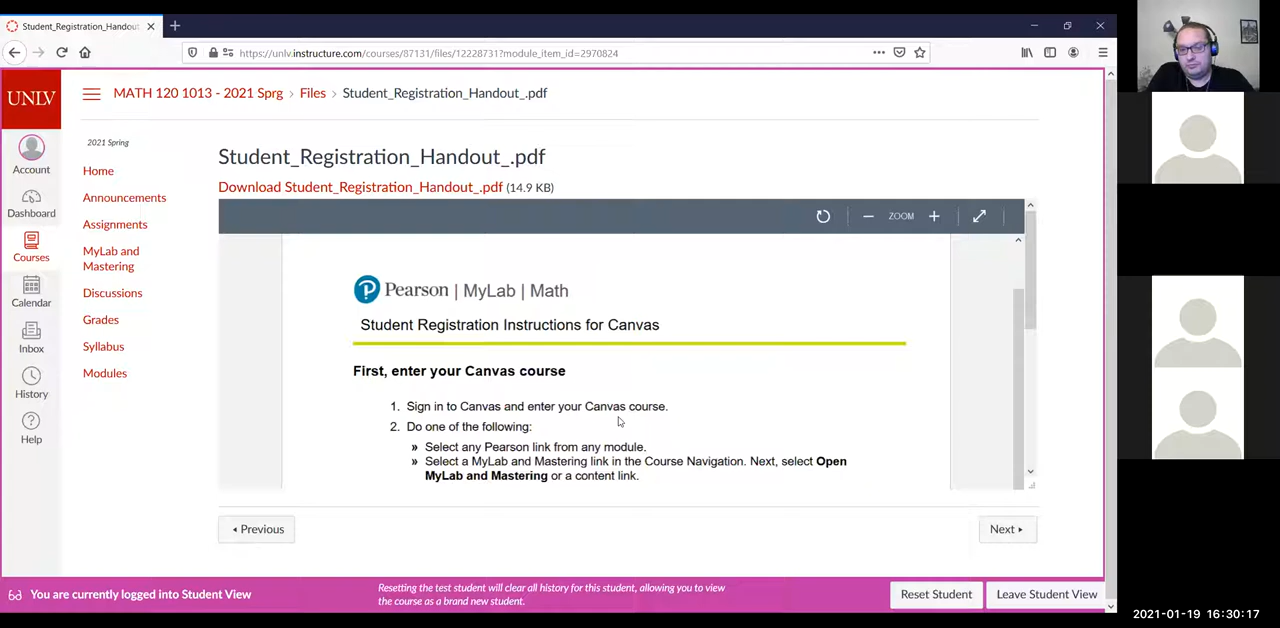 Student_Registration_Handout
https://unlv.instructure.com/courses/87131/files/12228731?module_item_id=2970824
UNLV
MATH 120 1013 - 2021 Sprg › Files › Student_Registration_Handout_.pdf
Account
Dashboard
Courses
Calendar
Inbox
History
Help
2021 Spring
Home
Announcements
Assignments
MyLab and
Mastering
Discussions
Grades
Syllabus
Modules
Student_Registration_Handout_.pdf
Download Student_Registration_Handout_.pdf (14.9 KB)
ZOOM
Pearson | MyLab | Math
Student Registration Instructions for Canvas
First, enter your Canvas course
1. Sign in to Canvas and enter your Canvas course.
2. Do one of the following:
» Select any Pearson link from any module.
» Select a MyLab and Mastering link in the Course Navigation. Next, select Open
MyLab and Mastering or a content link.
Previous
Next
You are currently logged into Student View
Resetting the test student will clear all history for this student, allowing you to view
the course as a brand new student.
Reset Student
Leave Student View
2021-01-19 16:30:17